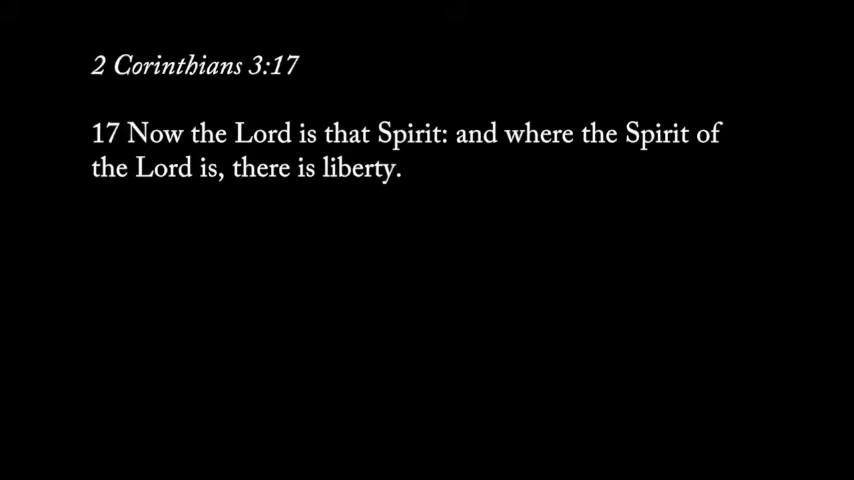 2 Corinthians 3:17
17 Now the Lord is that Spirit: and where the Spirit of
the Lord is, there is liberty.